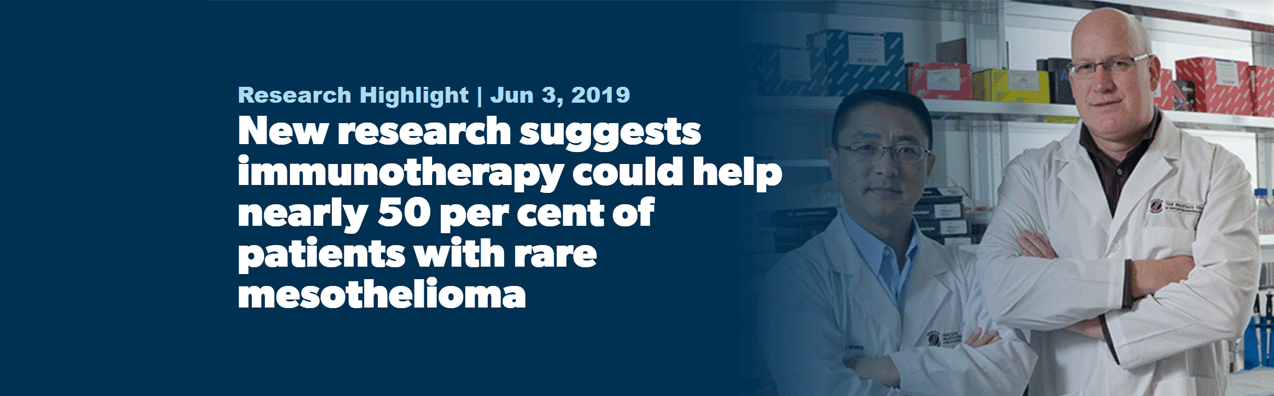 Research Highlight | Jun 3, 2019
New research suggests
immunotherapy could help
nearly 50 per cent of
patients with rare
mesothelioma